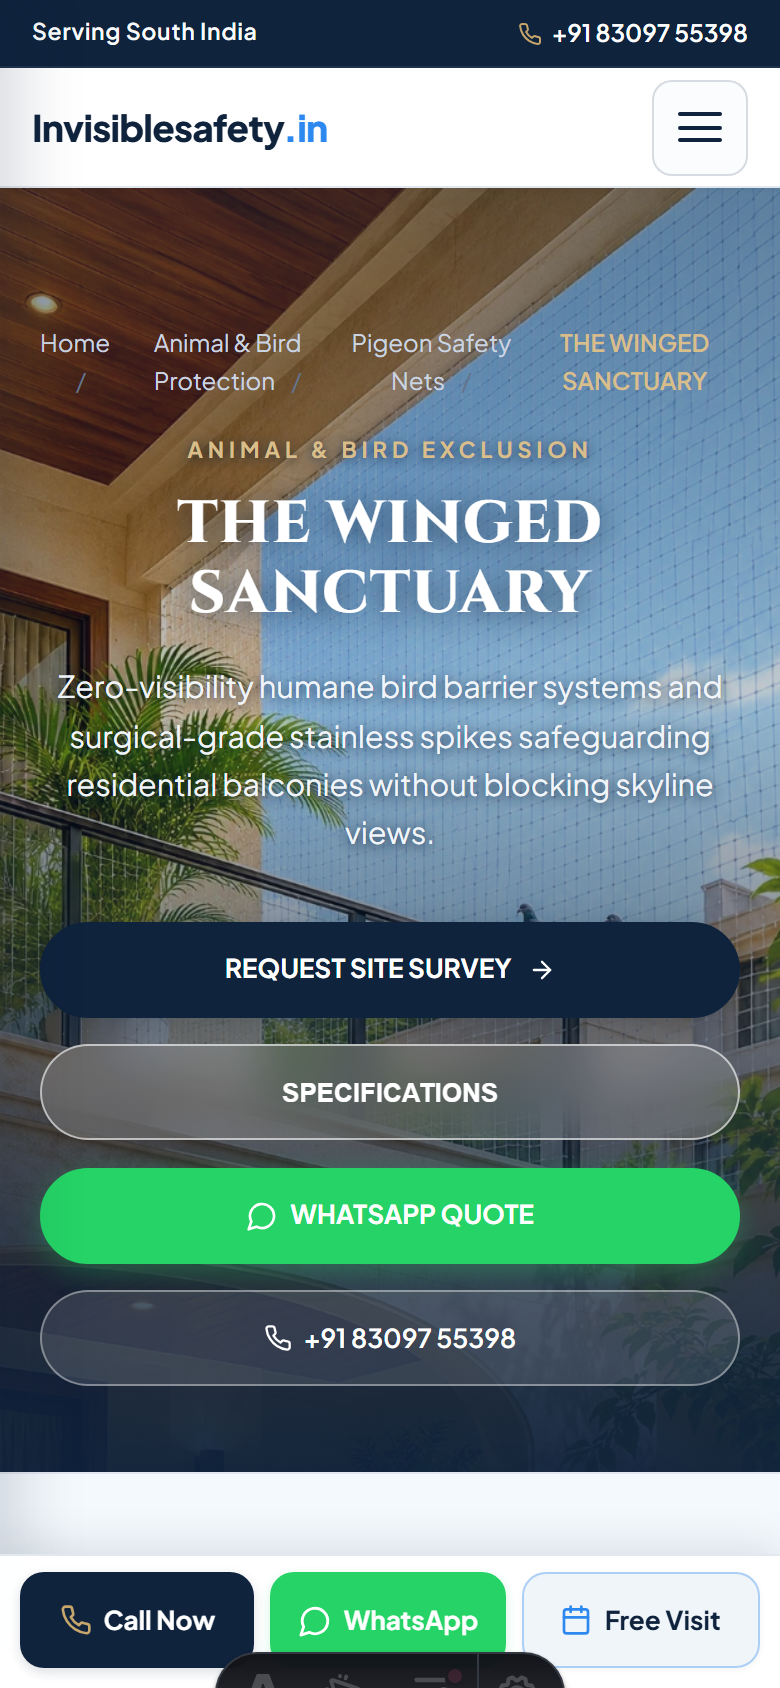 Serving South India
+91 83097 55398
Invisiblesafety.in
Home /
Animal & Bird
Protection /
Pigeon Safety
Nets /
THE WINGED
SANCTUARY
ANIMAL & BIRD EXCLUSION
THE WINGED
SANCTUARY
Zero-visibility humane bird barrier systems and
surgical-grade stainless spikes safeguarding
residential balconies without blocking skyline
views.
REQUEST SITE SURVEY →
SPECIFICATIONS
WHATSAPP QUOTE
+91 83097 55398
Call Now
WhatsApp
Free Visit